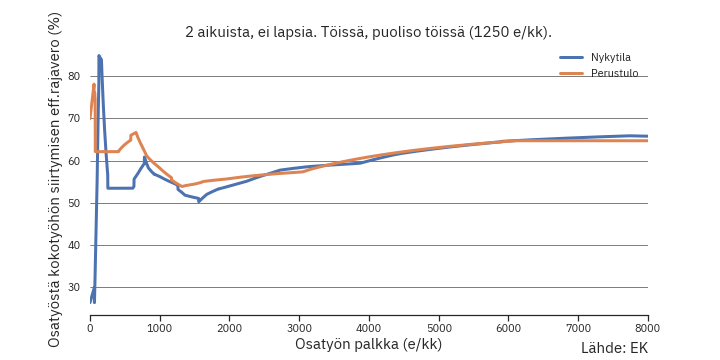 2 aikuista, ei lapsia. Töissä, puoliso töissä (1250 e/kk).
Nykytila
Perustulo
Osatyöstä kokotyöhön siirtymisen eff.rajavero (%)
80
70
60
50
40
30
0 1000 2000 3000 4000 5000 6000 7000 8000
Osatyön palkka (e/kk)
Lähde: EK